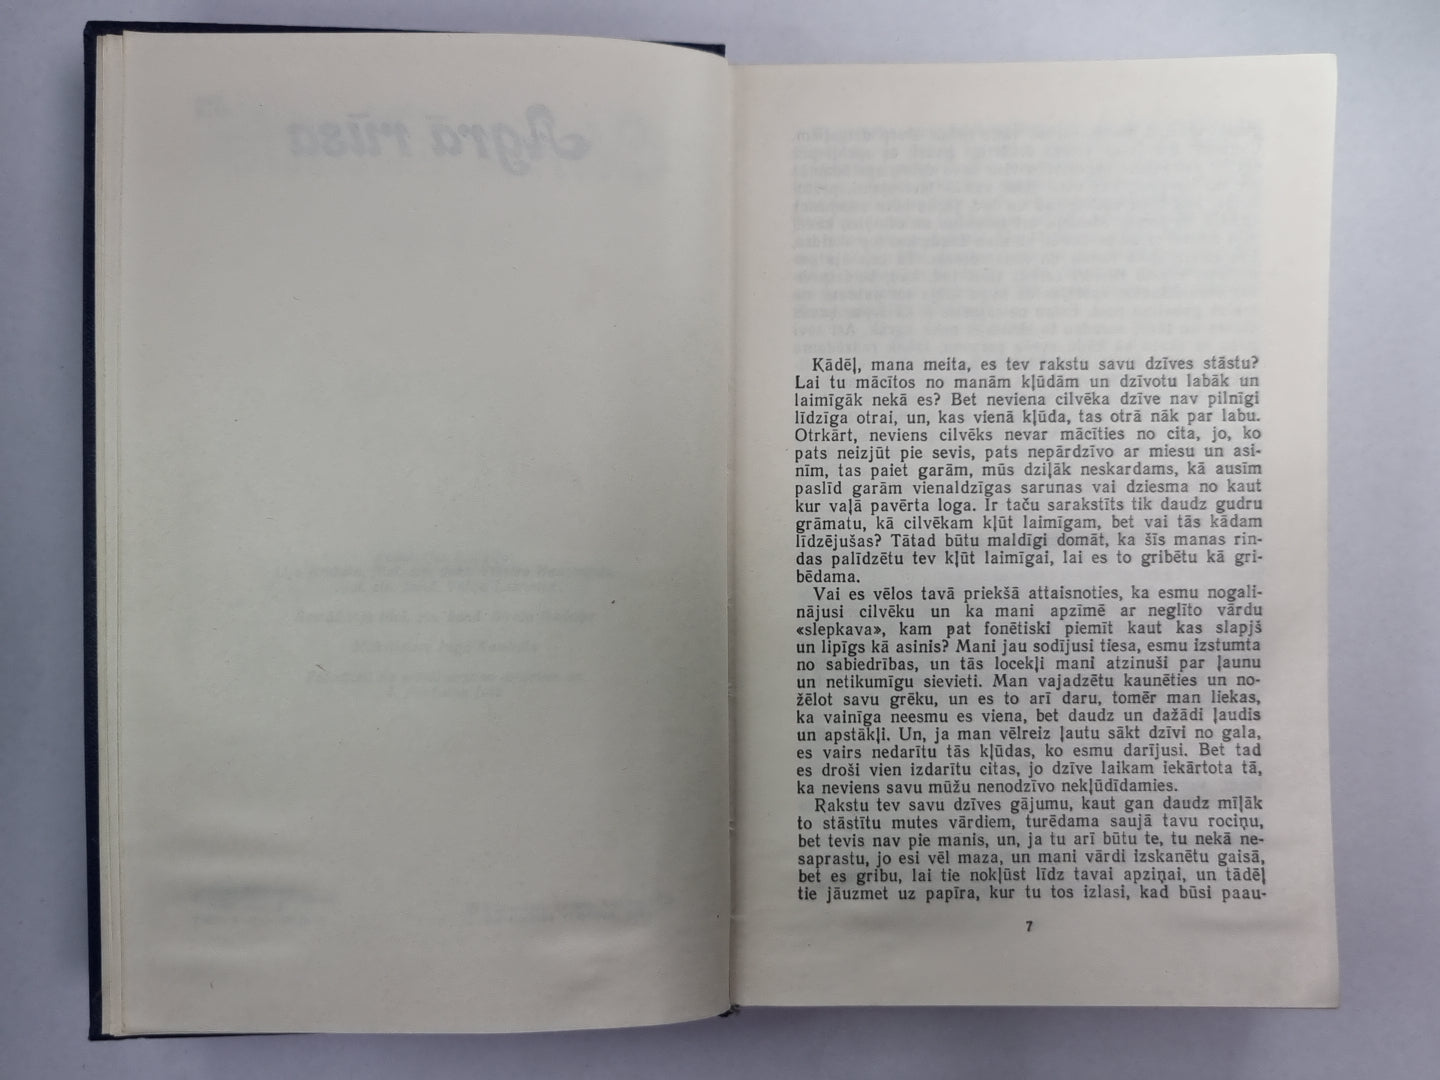 Agrā rūsa
Kādēļ, mana meita, es tev rakstu savu dzīves stāstu?
Lai tu mācītos no manām kļūdām un dzīvotu labāk un
laimīgāk nekā es? Bet neviena cilvēka dzīve nav pilnīgi
līdzīga otrai, un, kas vienā kļūda, tas otrā nāk par labu.
Otrkārt, neviens cilvēks nevar mācīties no cita, jo, ko
pats neizjūt pie sevis, pats nepārdzīvo ar miesu un asi-
nīm, tas paiet garām, mūs dziļāk neskardams, kā ausīm
paslīd garām vienaldzīgas sarunas vai dziesma no kaut
kur vaļā pavērta loga. Ir taču sarakstīts tik daudz gudru
grāmatu, kā cilvēkam kļūt laimīgam, bet vai tās kādam
līdzējušas? Tātad būtu maldīgi domāt, ka šīs manas rin-
das palīdzētu tev kļūt laimīgai, lai es to gribētu kā gri-
bēdama.
Vai es vēlos tavā priekšā attaisnoties, ka esmu nogali-
nājusi cilvēku un ka mani apzīmē ar neglīto vārdu
«slepkava», kam pat fonētiski piemīt kaut kas slapjš
un lipīgs kā asinis? Mani jau sodījusi tiesa, esmu izstumta
no sabiedrības, un tās locekļi mani atzinuši par ļaunu
un netikumīgu sievieti. Man vajadzētu kaunēties un no-
žēlot savu grēku, un es to arī daru, tomēr man liekas,
ka vainīga neesmu es viena, bet daudz un dažādi ļaudis
un apstākļi. Un, ja man vēlreiz ļautu sākt dzīvi no gala,
es vairs nedarītu tās kļūdas, ko esmu darījusi. Bet tad
es droši vien izdarītu citas, jo dzīve laikam iekārtota tā,
ka neviens savu mūžu nenodzīvo nekļūdīdamies.
Rakstu tev savu dzīves gājumu, kaut gan daudz mīļāk
to stāstītu mutes vārdiem, turēdama saujā tavu rociņu,
bet tevis nav pie manis, un, ja tu arī būtu te, tu nekā ne-
saprastu, jo esi vēl maza, un mani vārdi izskanētu gaisā,
bet es gribu, lai tie nokļūst līdz tavai apziņai, un tādēļ
tie jāuzmet uz papīra, kur tu tos izlasi, kad būsi paau-
7